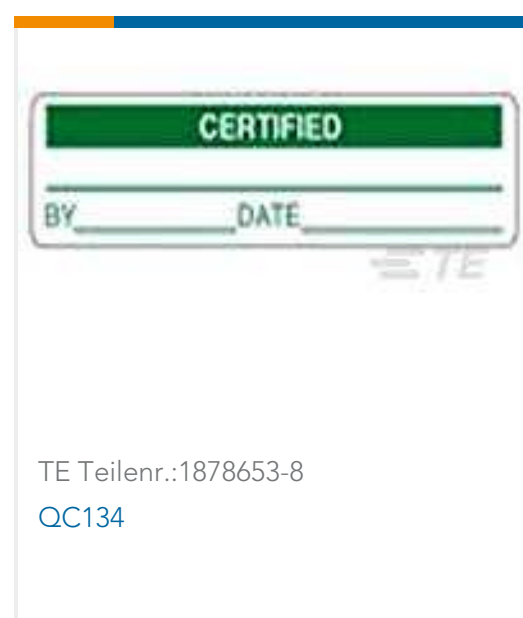 CERTIFIED
BY DATE
TE
TE Teilenr.:1878653-8
QC134